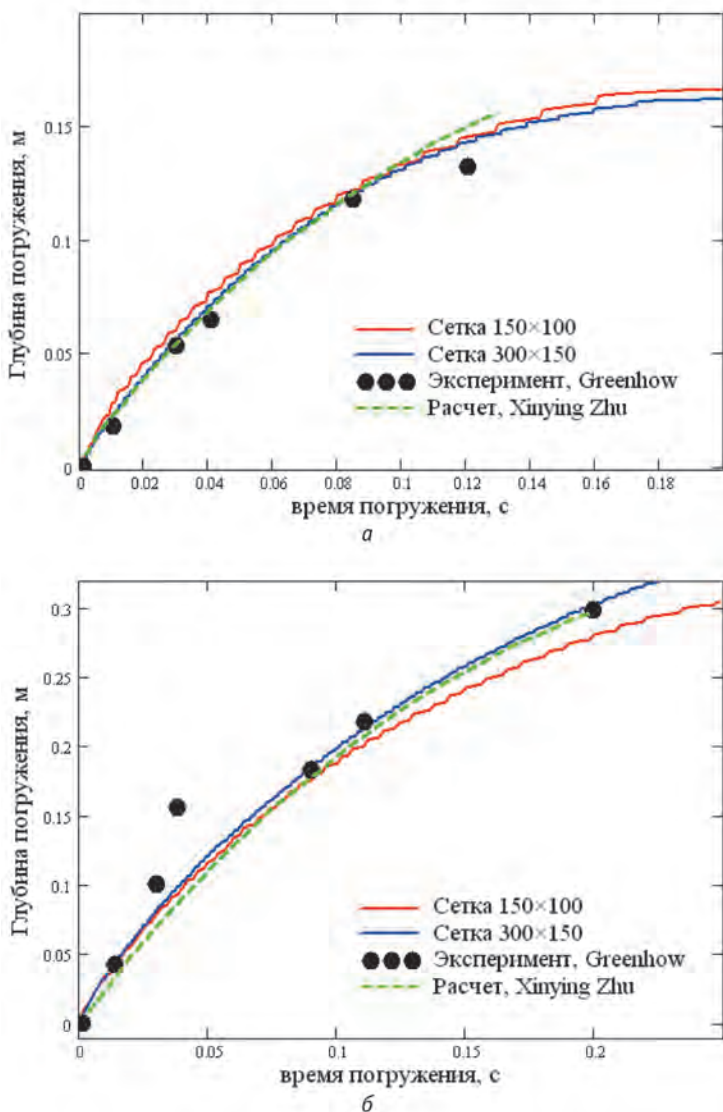 0.15
0.1
0.05
0
Глубина погружения, м
Сетка 150×100
Сетка 300×150
Эксперимент, Greenhow
Расчет, Xinying Zhu
0 0.02 0.04 0.06 0.08 0.1 0.12 0.14 0.16 0.18
время погружения, с
а
0.3
0.25
0.2
0.15
0.1
0.05
0
Глубина погружения, м
Сетка 150×100
Сетка 300×150
Эксперимент, Greenhow
Расчет, Xinying Zhu
0 0.05 0.1 0.15 0.2
время погружения, с
б